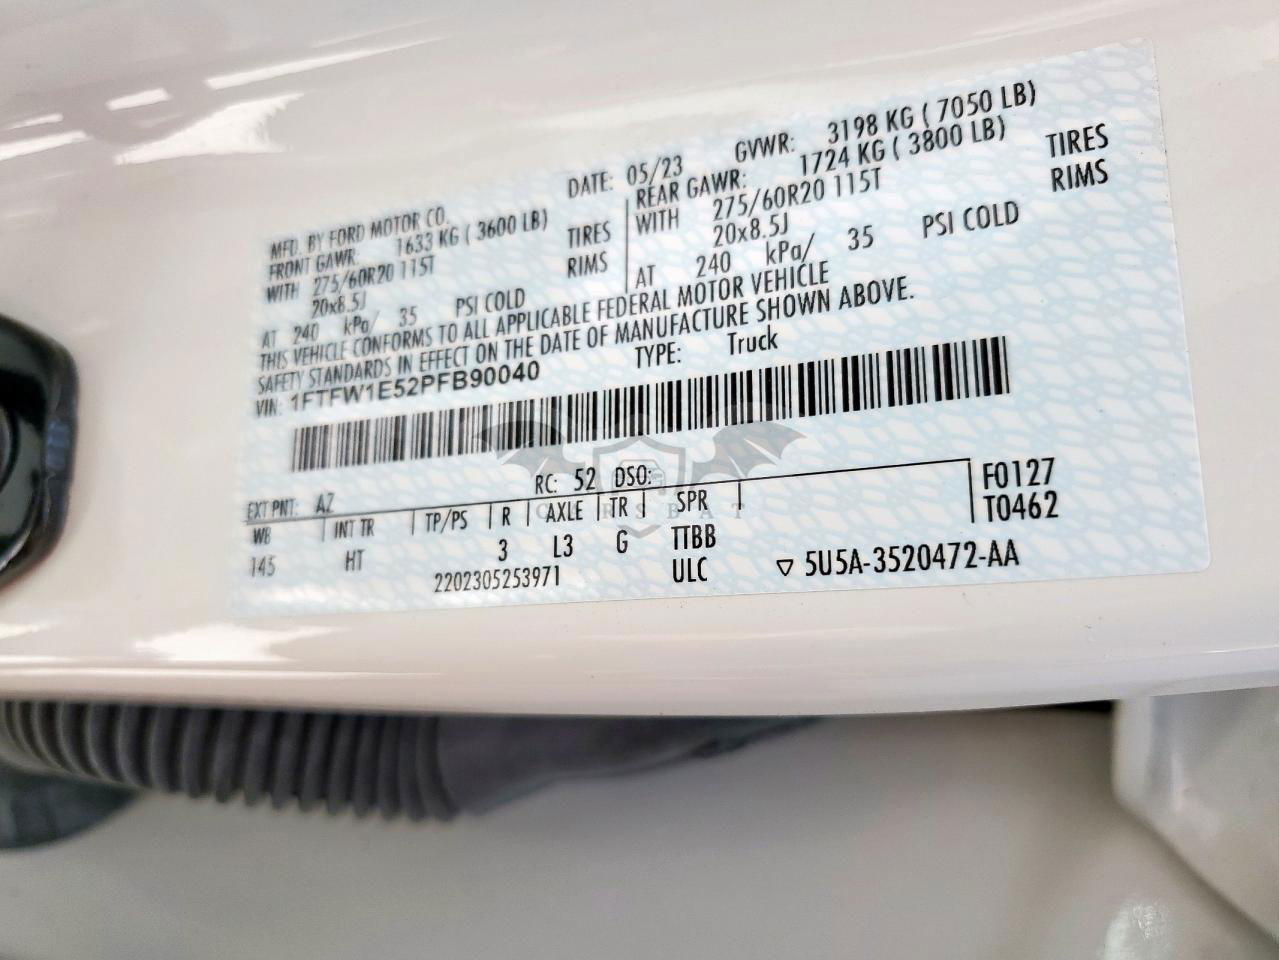 MFD. BY FORD MOTOR CO.
DATE: 05/23 GVWR: 3198 KG ( 7050 LB)
FRONT GAWR: 1633 KG ( 3600 LB)
REAR GAWR: 1724 KG ( 3800 LB)
WITH 275/60R20 115T TIRES
WITH 275/60R20 115T TIRES
20x8.5J RIMS
20x8.5J RIMS
AT 240 kPa/ 35 PSI COLD
AT 240 kPa/ 35 PSI COLD
THIS VEHICLE CONFORMS TO ALL APPLICABLE FEDERAL MOTOR VEHICLE
SAFETY STANDARDS IN EFFECT ON THE DATE OF MANUFACTURE SHOWN ABOVE.
VIN: 1FTFW1E52PFB90040 TYPE: Truck
EXT PNT: AZ RC: 52 DSO: F0127
WB INT TR TP/PS R AXLE TR SPR T0462
145 HT 3 L3 G TTBB
2202305253971 ULC ▽ 5U5A-3520472-AA